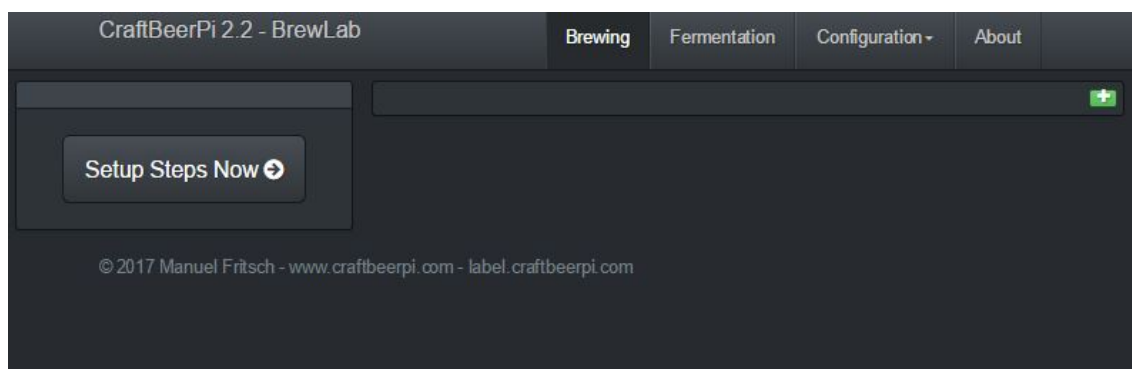 CraftBeerPi 2.2 - BrewLab
Brewing
Fermentation
Configuration
About
Setup Steps Now
© 2017 Manuel Fritsch - www.craftbeerpi.com - label.craftbeerpi.com